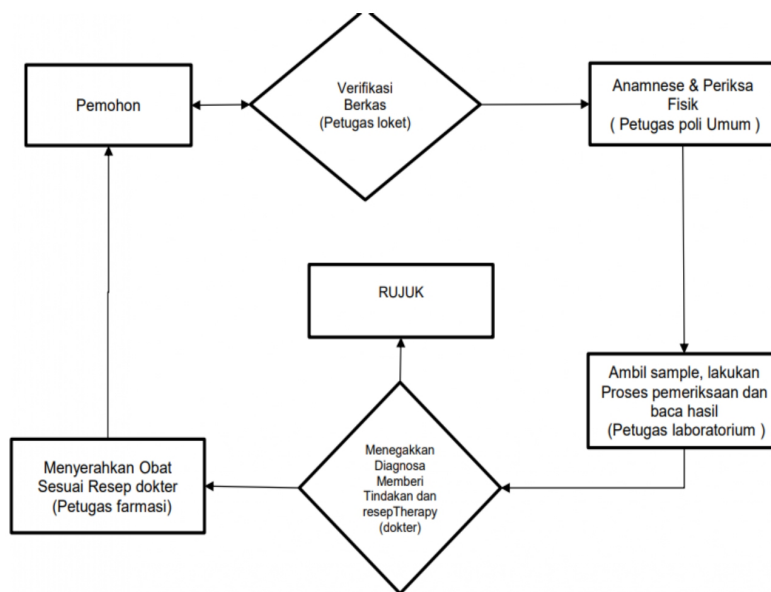 Pemohon
Verifikasi
Berkas
(Petugas loket)
Anamnese & Periksa
Fisik
( Petugas poli Umum )
RUJUK
Ambil sample, lakukan
Proses pemeriksaan dan
baca hasil
(Petugas laboratorium )
Menegakkan
Diagnosa
Memberi
Tindakan dan
resepTherapy
(dokter)
Menyerahkan Obat
Sesuai Resep dokter
(Petugas farmasi)